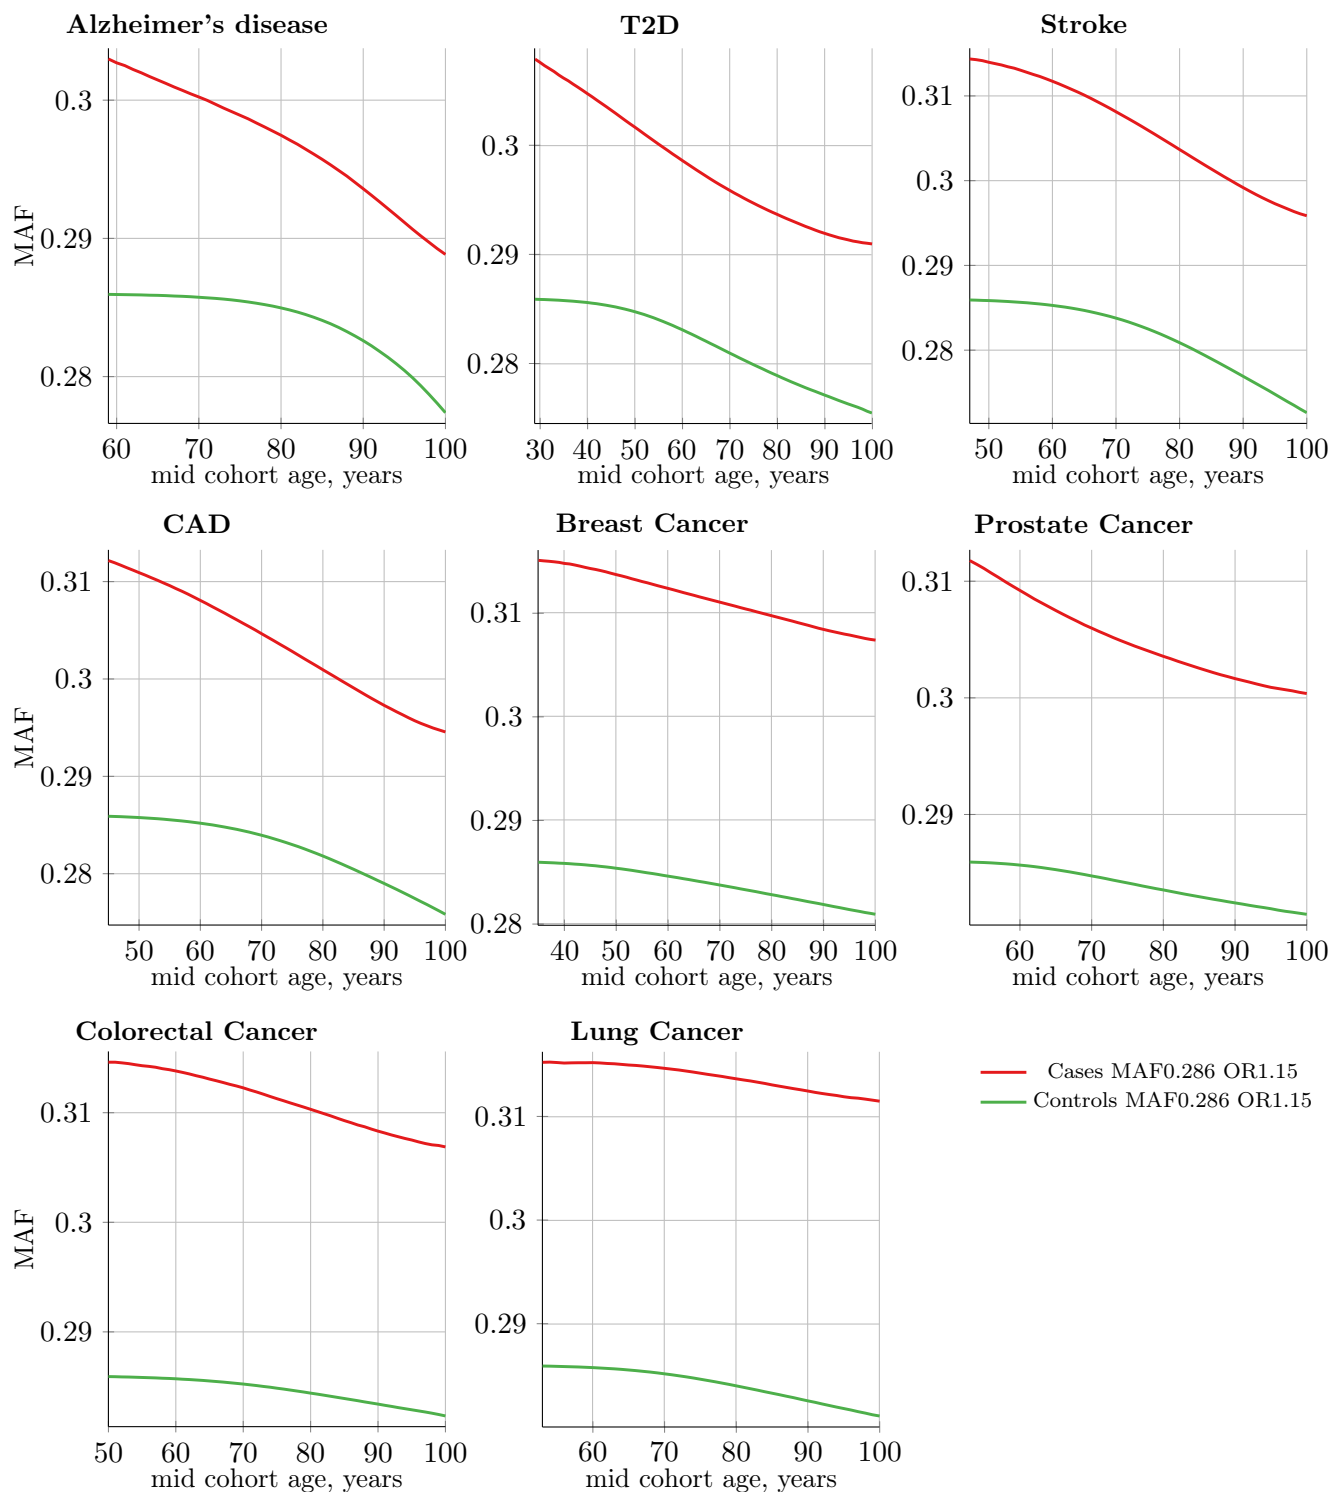 Alzheimer's disease
MAF
0.3
0.29
0.28
60 70 80 90 100
mid cohort age, years
T2D
0.3
0.29
0.28
30 40 50 60 70 80 90 100
mid cohort age, years
Stroke
0.31
0.3
0.29
0.28
50 60 70 80 90 100
mid cohort age, years
CAD
MAF
0.31
0.3
0.29
0.28
50 60 70 80 90 100
mid cohort age, years
Breast Cancer
0.31
0.3
0.29
0.28
40 50 60 70 80 90 100
mid cohort age, years
Prostate Cancer
0.31
0.3
0.29
60 70 80 90 100
mid cohort age, years
Colorectal Cancer
MAF
0.31
0.3
0.29
50 60 70 80 90 100
mid cohort age, years
Lung Cancer
0.31
0.3
0.29
60 70 80 90 100
mid cohort age, years
Cases MAF0.286 OR1.15
Controls MAF0.286 OR1.15